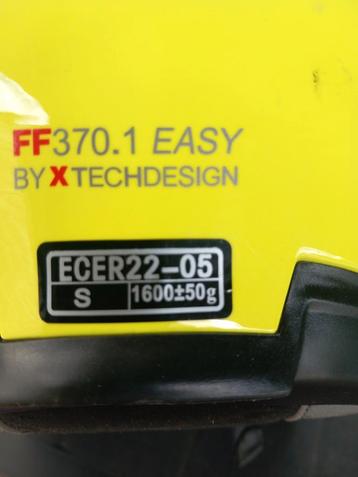 FF370.1 EASY
BY XTECHDESIGN
ECER22-05
S 1600±50g